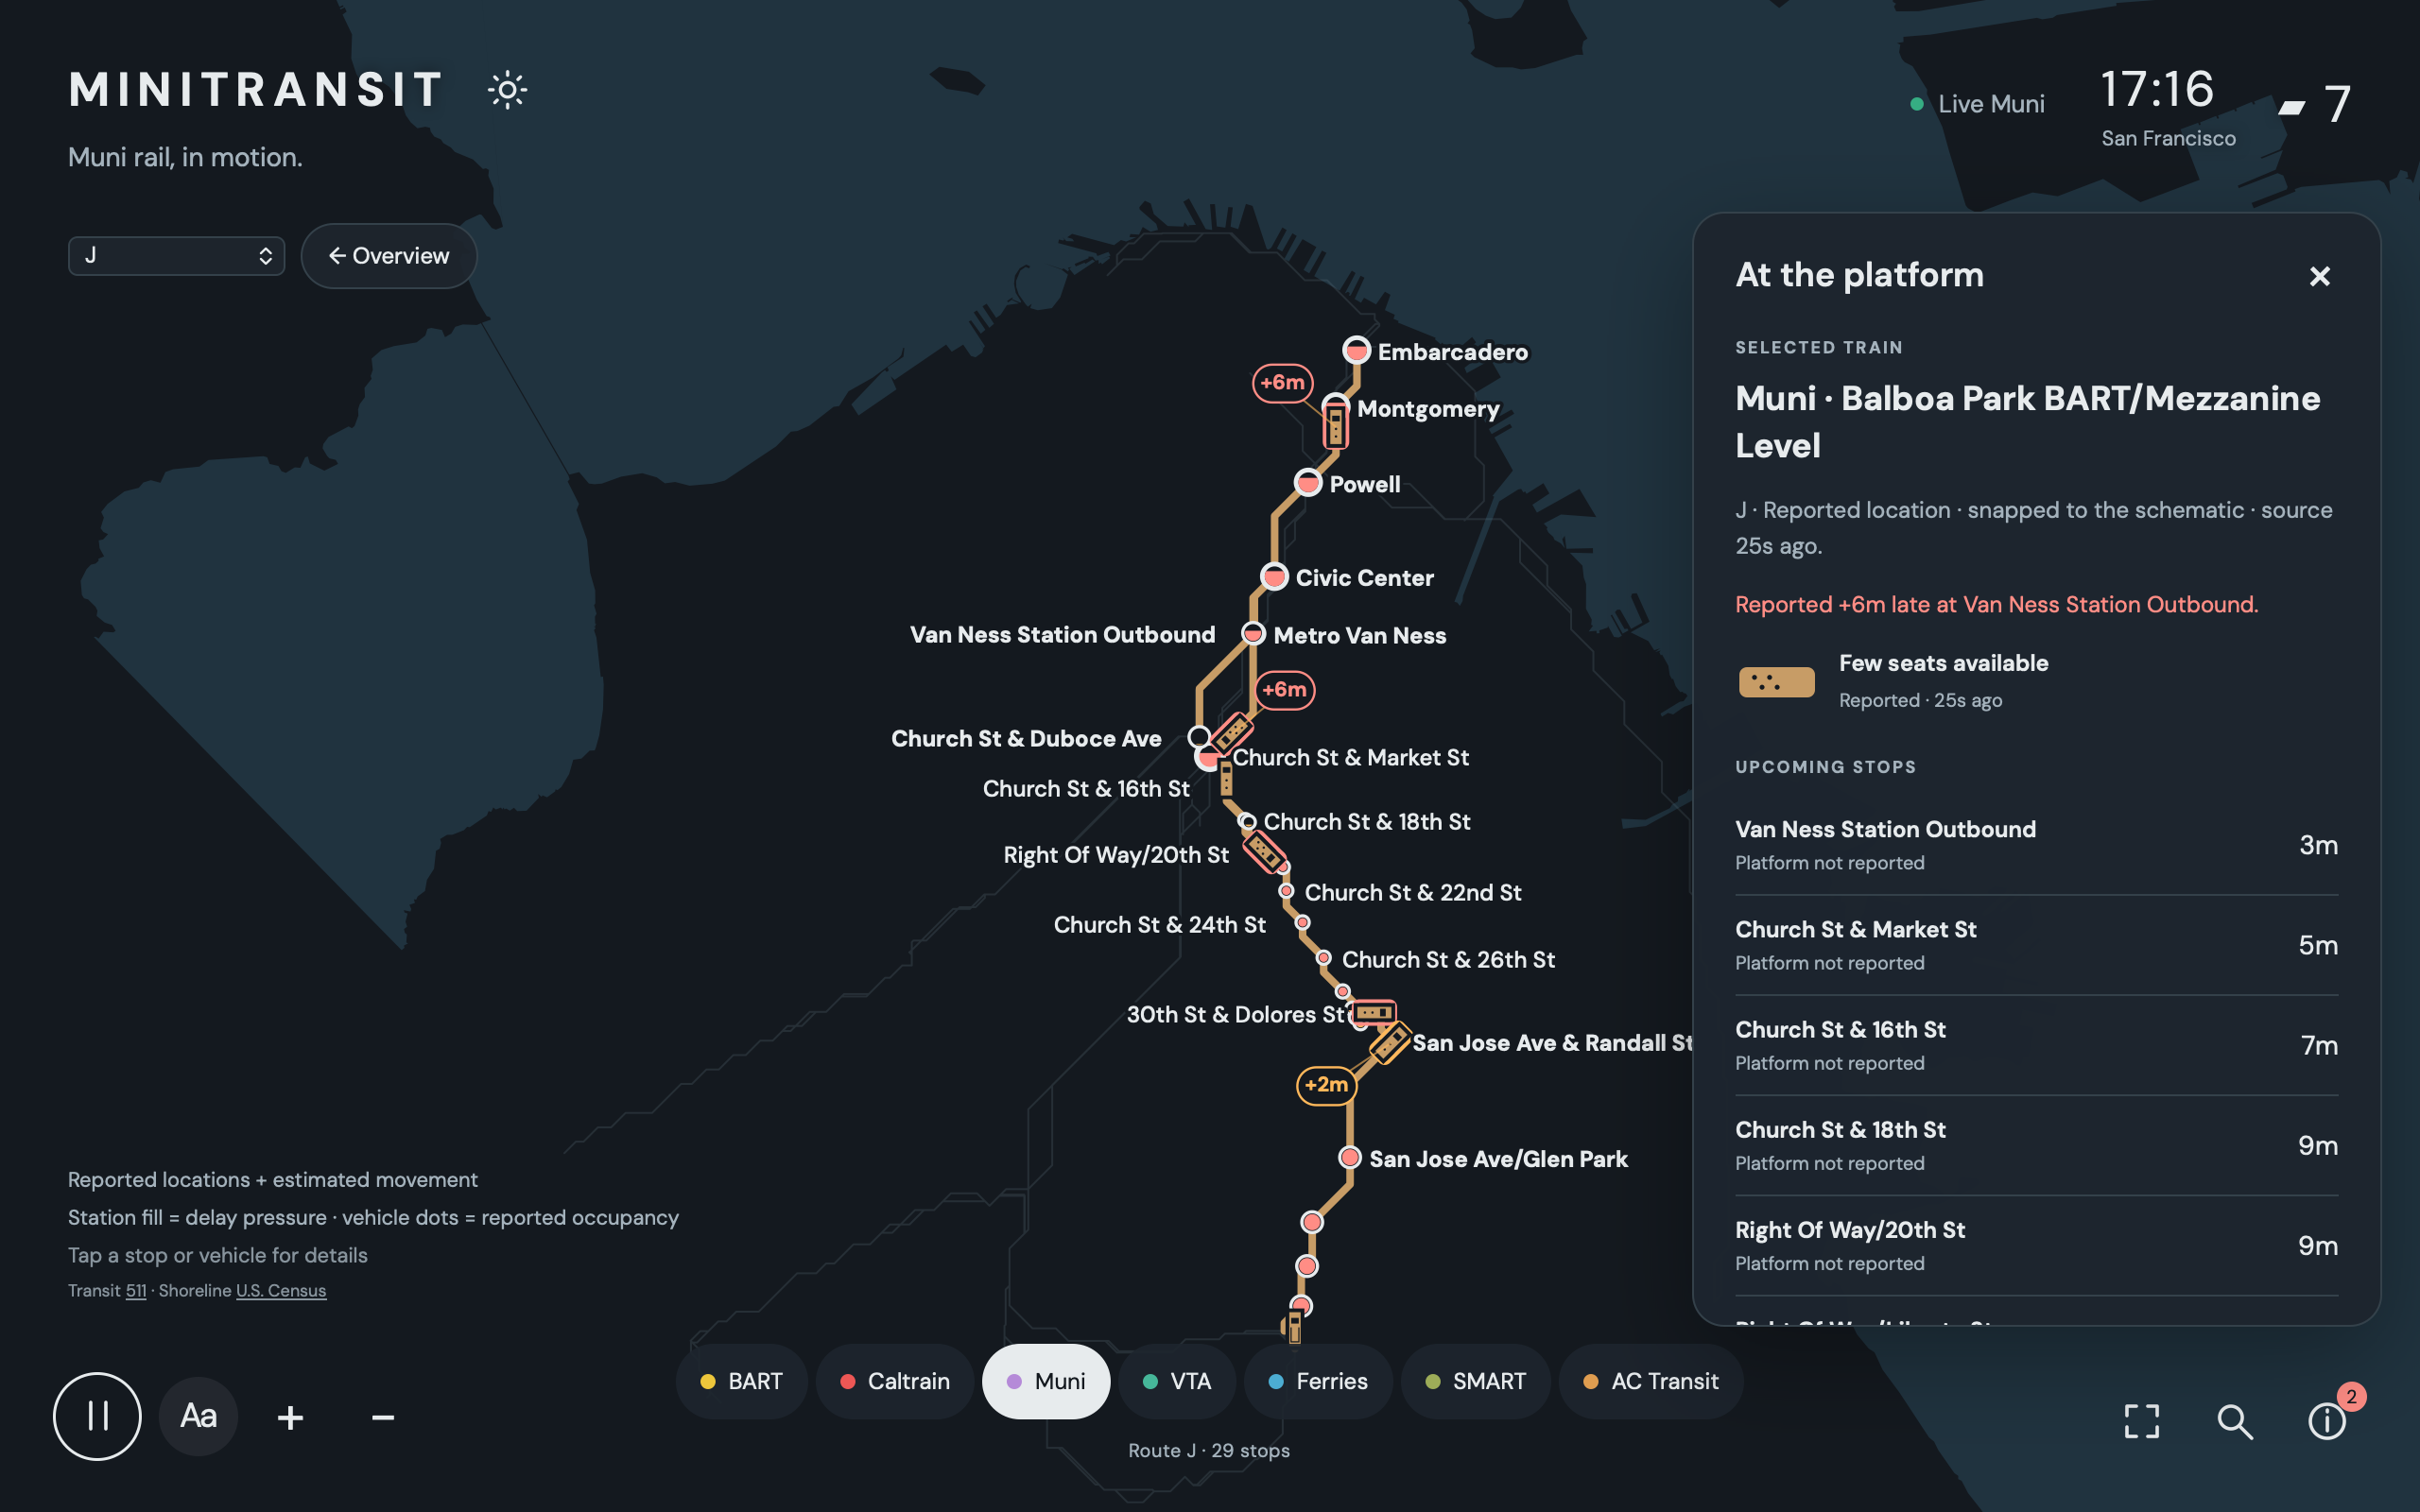 MINITRANSIT
Muni rail, in motion.
J
← Overview
Live Muni
17:16
San Francisco
7
Embarcadero
+6m
Montgomery
Powell
Civic Center
Van Ness Station Outbound
Metro Van Ness
+6m
Church St & Duboce Ave
Church St & Market St
Church St & 16th St
Church St & 18th St
Right Of Way/20th St
Church St & 22nd St
Church St & 24th St
Church St & 26th St
30th St & Dolores St
San Jose Ave & Randall St
+2m
San Jose Ave/Glen Park
At the platform
SELECTED TRAIN
Muni · Balboa Park BART/Mezzanine
Level
J · Reported location · snapped to the schematic · source
25s ago.
Reported +6m late at Van Ness Station Outbound.
Few seats available
Reported · 25s ago
UPCOMING STOPS
Van Ness Station Outbound
Platform not reported
3m
Church St & Market St
Platform not reported
5m
Church St & 16th St
Platform not reported
7m
Church St & 18th St
Platform not reported
9m
Right Of Way/20th St
Platform not reported
9m
Reported locations + estimated movement
Station fill = delay pressure · vehicle dots = reported occupancy
Tap a stop or vehicle for details
Transit 511 · Shoreline U.S. Census
Aa
+
−
BART
Caltrain
Muni
VTA
Ferries
SMART
AC Transit
Route J · 29 stops
2